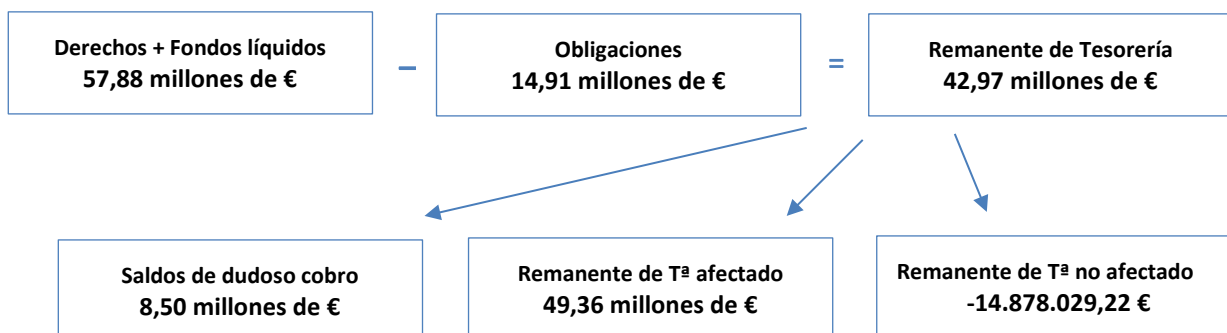 Derechos + Fondos líquidos
57,88 millones de €
–
Obligaciones
14,91 millones de €
=
Remanente de Tesorería
42,97 millones de €
Saldos de dudoso cobro
8,50 millones de €
Remanente de Tª afectado
49,36 millones de €
Remanente de Tª no afectado
-14.878.029,22 €